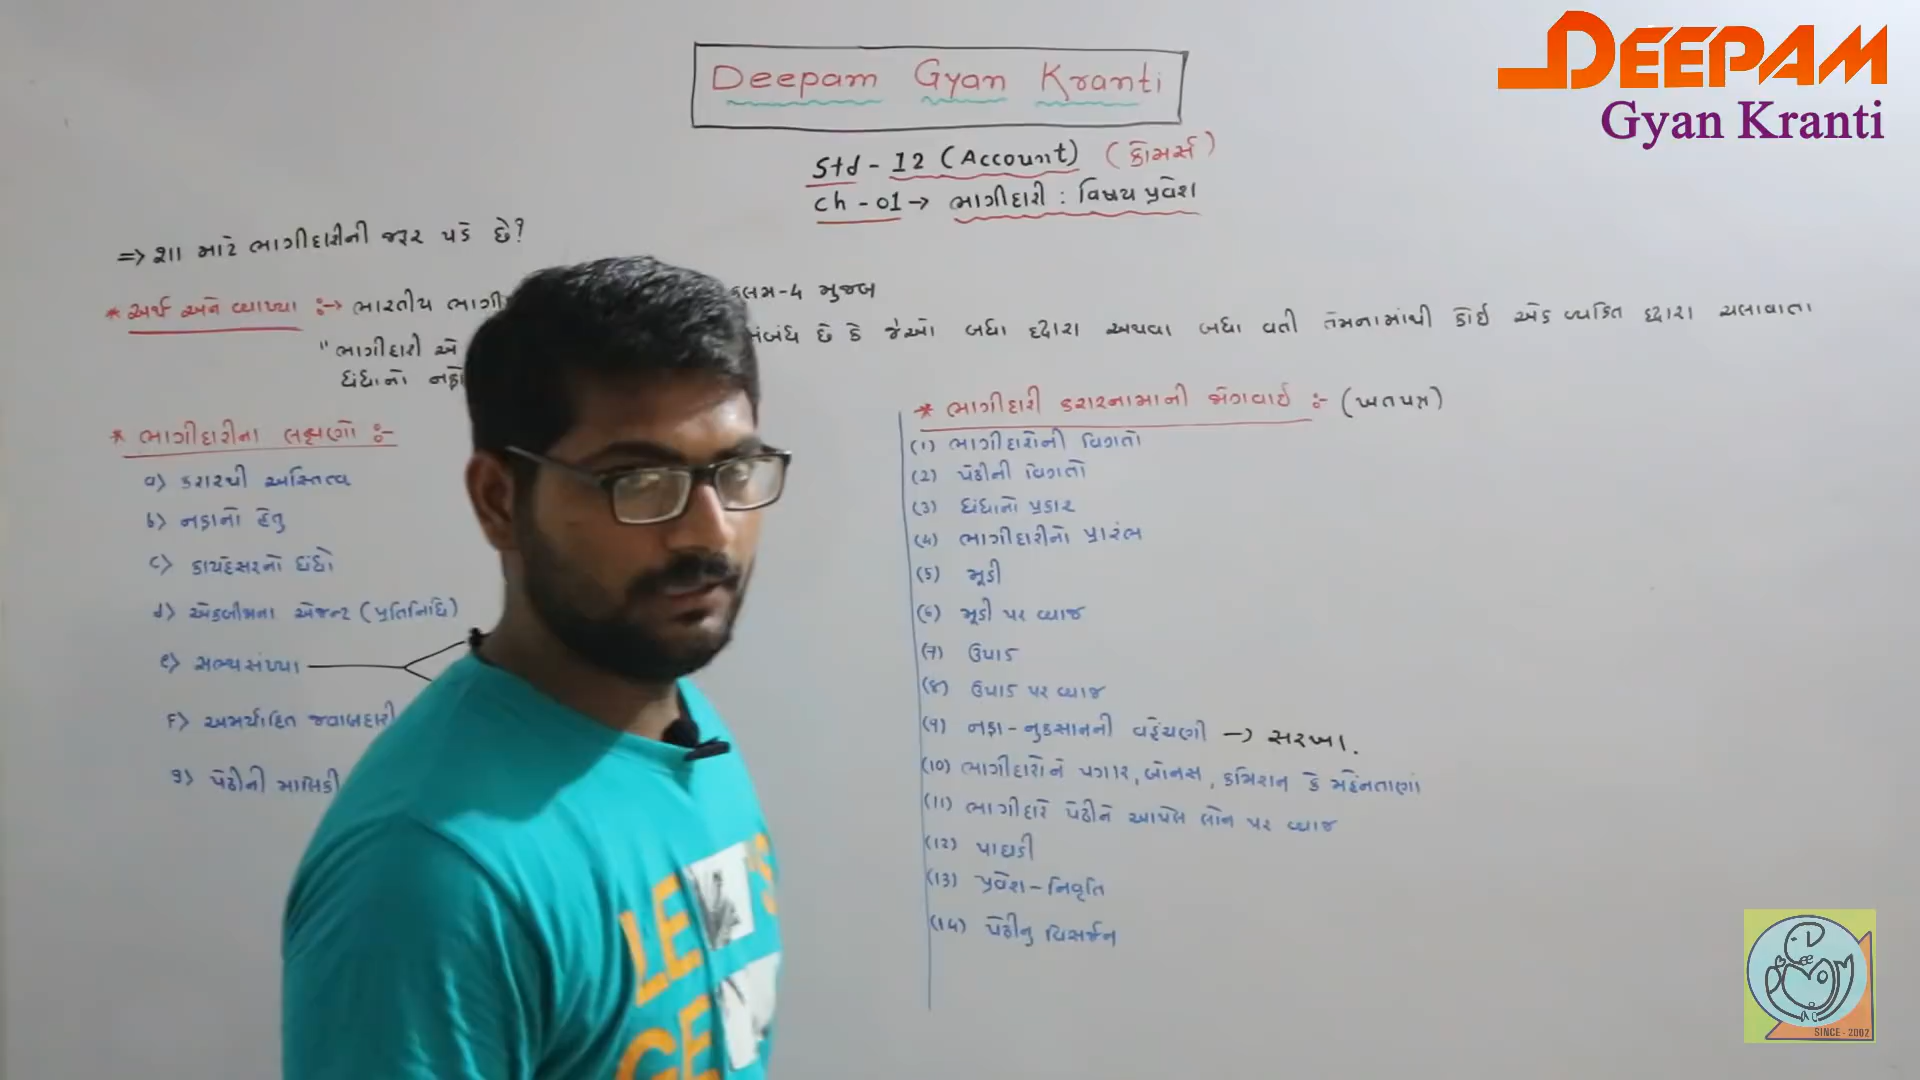 Deepam Gyan Kranti
DEEPAM
Gyan Kranti
Std - 12 (Account) (કોમર્સ)
Ch - 01 → ભાગીદારી : વિષય પ્રવેશ
⇒ શા માટે ભાગીદારીની જરૂર પડે છે?
* અર્થ અને વ્યાખ્યા :→ ભારતીય ભાગી કલમ-4 મુજબ
" ભાગીદારી એ સંબંધ છે કે જેઓ બધા દ્વારા અથવા બધા વતી તેમનામાંથી કોઈ એક વ્યક્તિ દ્વારા ચલાવાતા
ધંધાનો નફો
* ભાગીદારીના લક્ષણો :-
a) કરારથી અસ્તિત્વ
b) નફાનો હેતુ
c) કાયદેસરનો ધંધો
d) એકબીજાના એજન્ટ (પ્રતિનિધિ)
e) સભ્યસંખ્યા
f) અમર્યાદિત જવાબદારી
g) પેઢીની માલિકી
* ભાગીદારી કરારનામાની જોગવાઈ :- (ખતપત્ર)
(1) ભાગીદારોની વિગતો
(2) પેઢીની વિગતો
(3) ધંધાનો પ્રકાર
(4) ભાગીદારીનો પ્રારંભ
(5) મૂડી
(6) મૂડી પર વ્યાજ
(7) ઉપાડ
(8) ઉપાડ પર વ્યાજ
(9) નફા - નુકસાનની વહેંચણી → સરખા.
(10) ભાગીદારોને પગાર, બોનસ, કમિશન કે મહેનતાણાં
(11) ભાગીદારે પેઢીને આપેલ લોન પર વ્યાજ
(12) પાઘડી
(13) પ્રવેશ - નિવૃતિ
(14) પેઢીનુ વિસર્જન
LE 'S
GE
SINCE - 2002